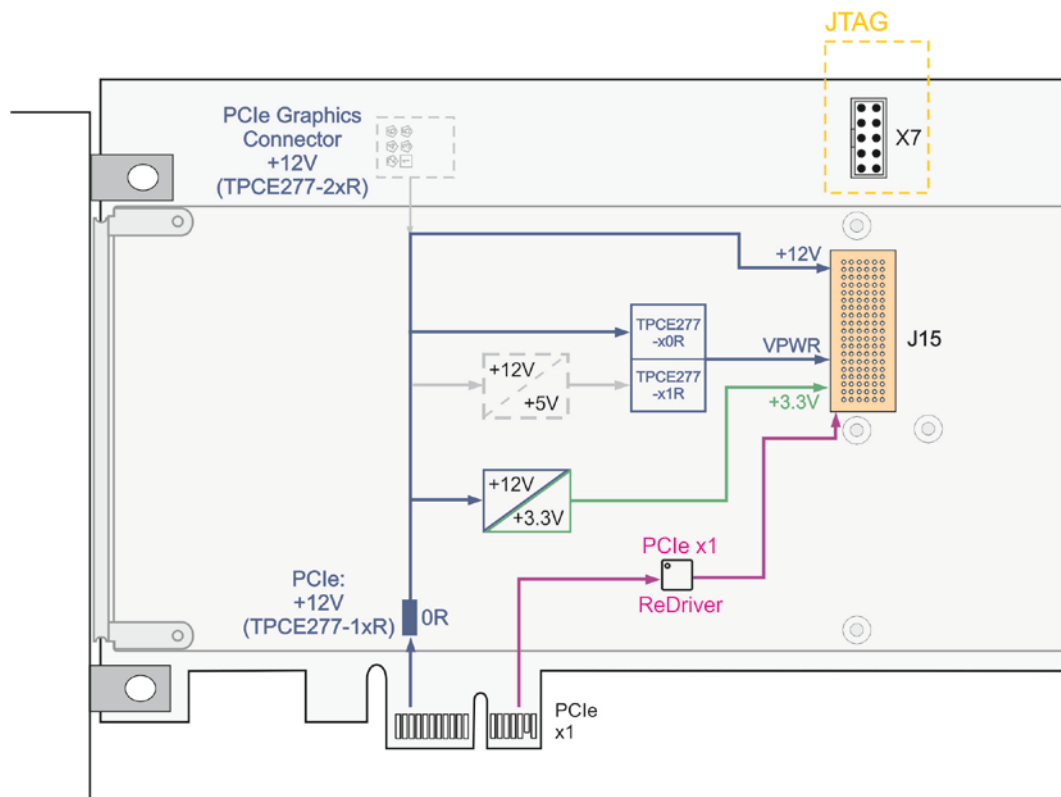 JTAG
PCIe Graphics
Connector
+12V
(TPCE277-2xR)
X7
+12V
TPCE277
-x0R
VPWR
J15
+12V
+5V
TPCE277
-x1R
+3.3V
+12V
+3.3V
PCIe x1
ReDriver
PCIe:
+12V
(TPCE277-1xR)
0R
PCIe
x1